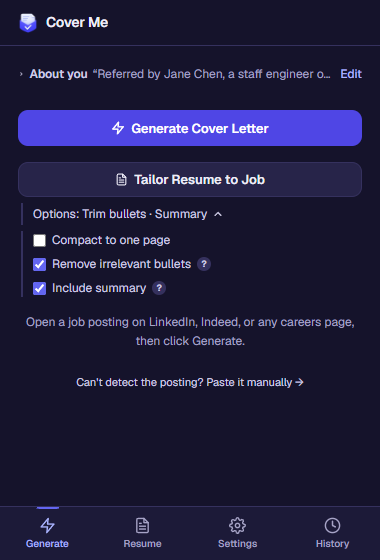 Cover Me
› About you "Referred by Jane Chen, a staff engineer o... Edit
Generate Cover Letter
Tailor Resume to Job
Options: Trim bullets · Summary
Compact to one page
Remove irrelevant bullets ?
Include summary ?
Open a job posting on LinkedIn, Indeed, or any careers page,
then click Generate.
Can't detect the posting? Paste it manually →
Generate Resume Settings History